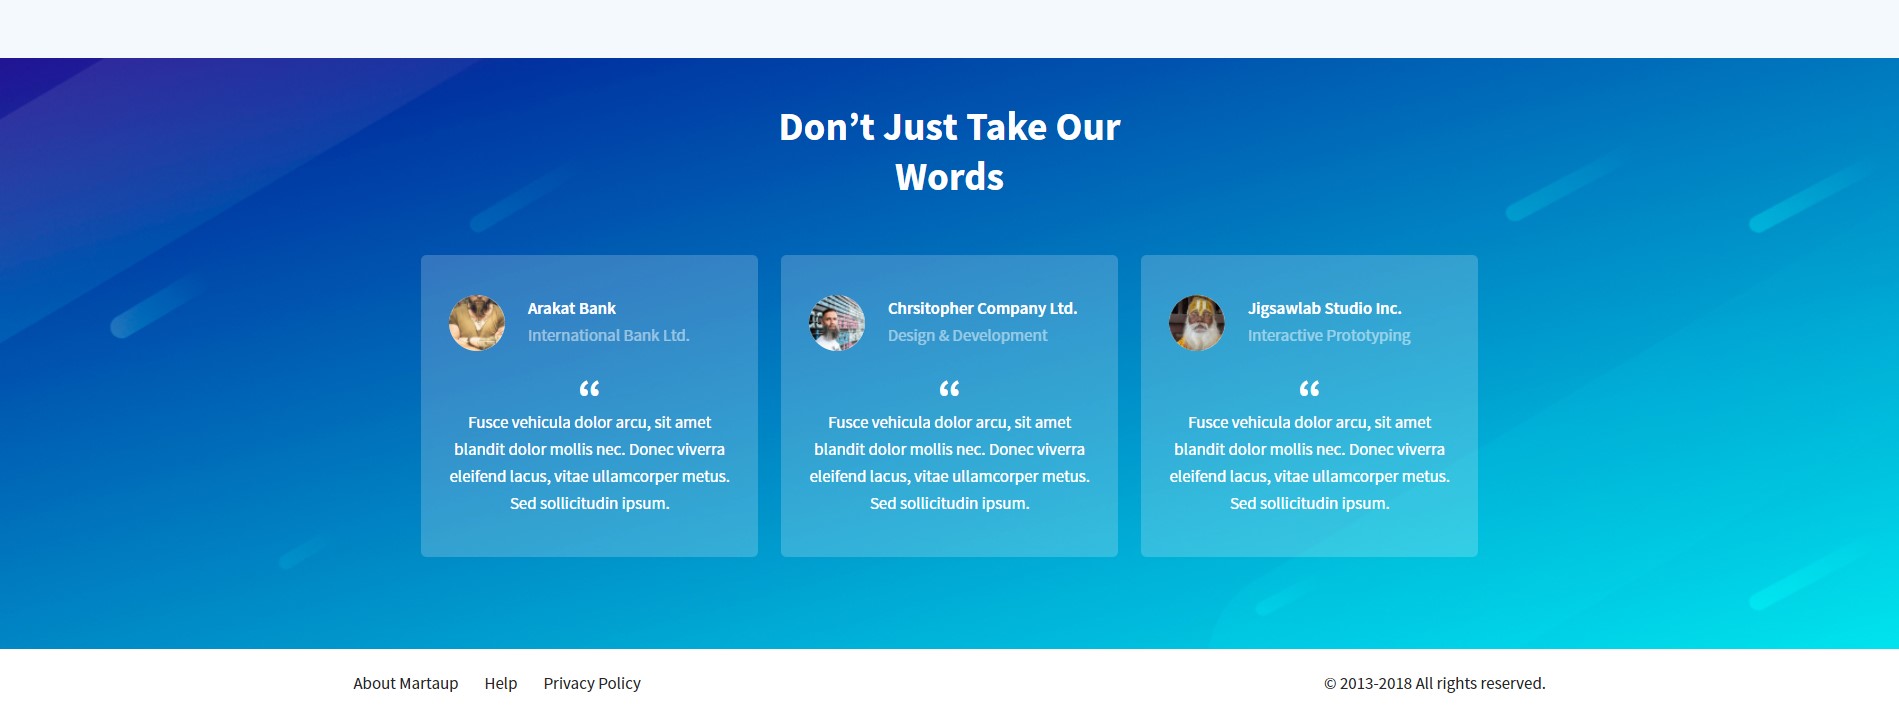 Don’t Just Take Our
Words
Arakat Bank
International Bank Ltd.
“
Fusce vehicula dolor arcu, sit amet
blandit dolor mollis nec. Donec viverra
eleifend lacus, vitae ullamcorper metus.
Sed sollicitudin ipsum.
Chrsitopher Company Ltd.
Design & Development
“
Fusce vehicula dolor arcu, sit amet
blandit dolor mollis nec. Donec viverra
eleifend lacus, vitae ullamcorper metus.
Sed sollicitudin ipsum.
Jigsawlab Studio Inc.
Interactive Prototyping
“
Fusce vehicula dolor arcu, sit amet
blandit dolor mollis nec. Donec viverra
eleifend lacus, vitae ullamcorper metus.
Sed sollicitudin ipsum.
About Martaup Help Privacy Policy
© 2013-2018 All rights reserved.